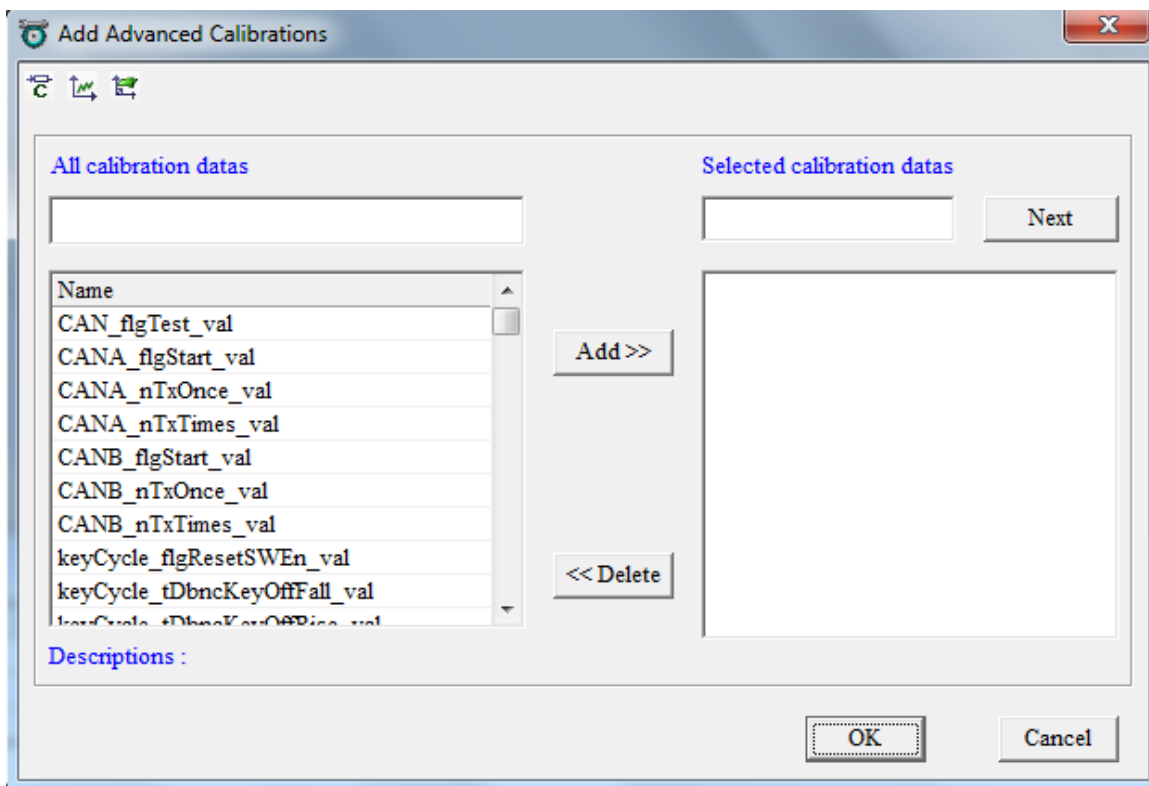 Add Advanced Calibrations
X
C
All calibration datas
Selected calibration datas
Next
Name
CAN_flgTest_val
CANA_flgStart_val
CANA_nTxOnce_val
CANA_nTxTimes_val
CANB_flgStart_val
CANB_nTxOnce_val
CANB_nTxTimes_val
keyCycle_flgResetSWEn_val
keyCycle_tDbncKeyOffFall_val
keyCycle_tDbncKeyOffRise_val
Add >>
<< Delete
Descriptions :
OK
Cancel